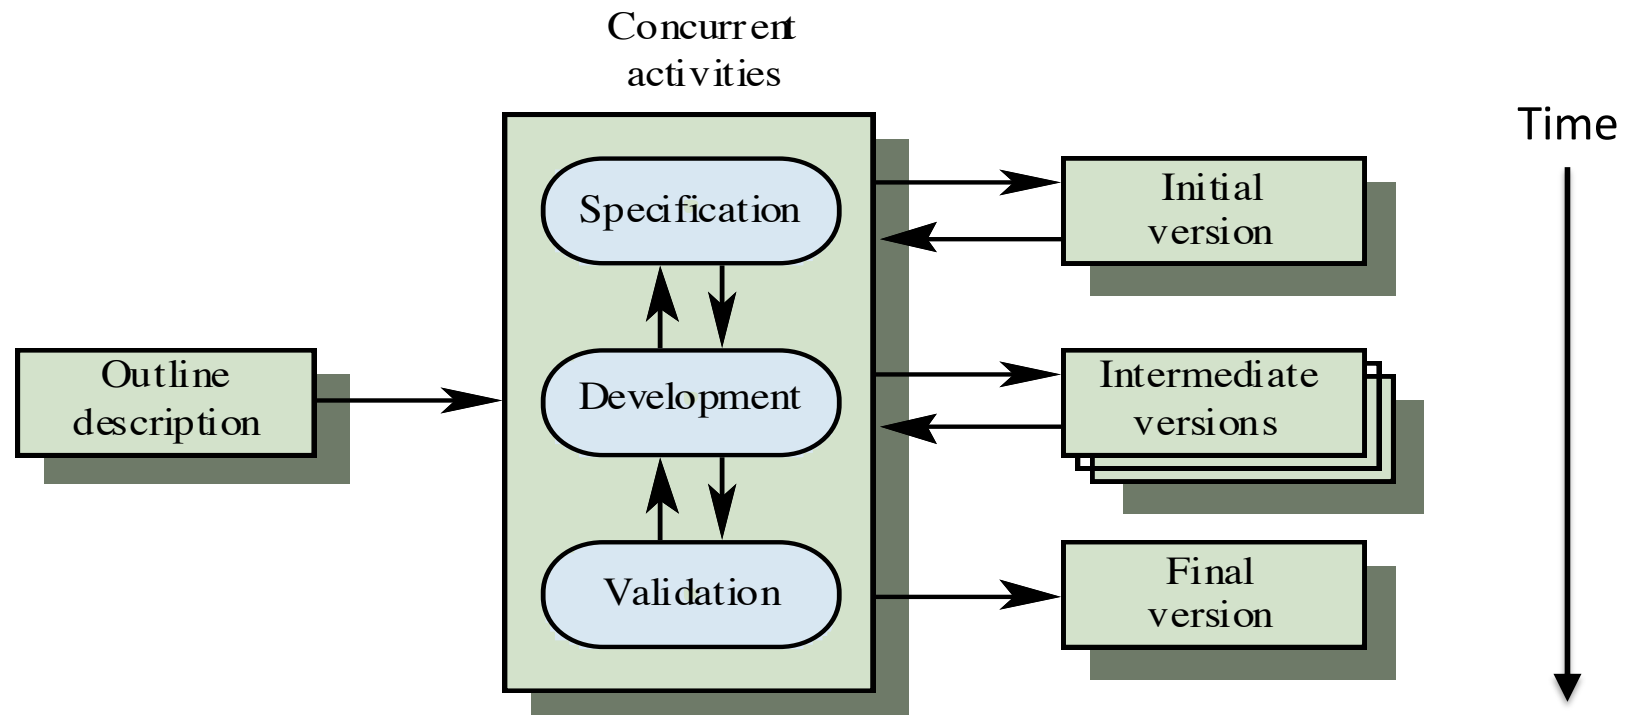 Concurrent
activities
Time
Specification
Initial
version
Outline
description
Development
Intermediate
versions
Validation
Final
version